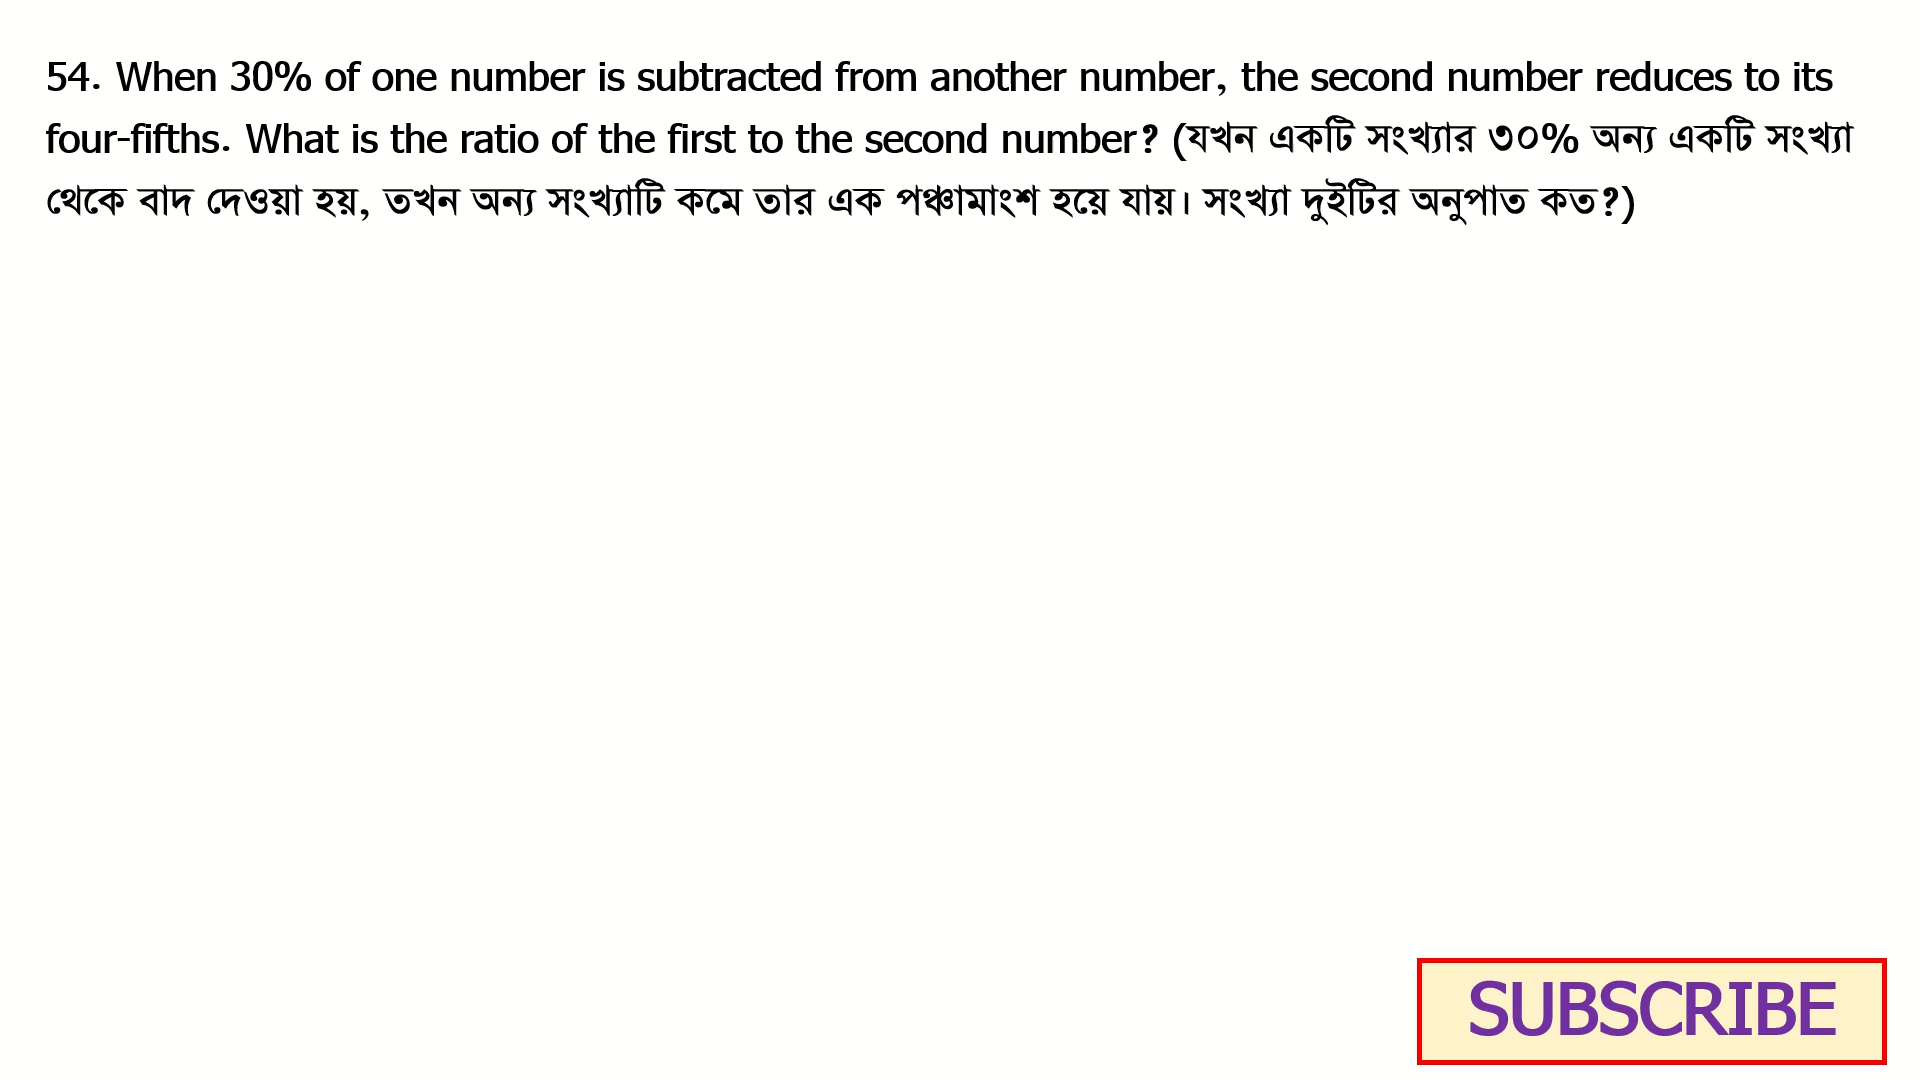 54. When 30% of one number is subtracted from another number, the second number reduces to its
four-fifths. What is the ratio of the first to the second number? (যখন একটি সংখ্যার ৩০% অন্য একটি সংখ্যা
থেকে বাদ দেওয়া হয়, তখন অন্য সংখ্যাটি কমে তার এক পঞ্চামাংশ হয়ে যায়। সংখ্যা দুইটির অনুপাত কত?)
SUBSCRIBE